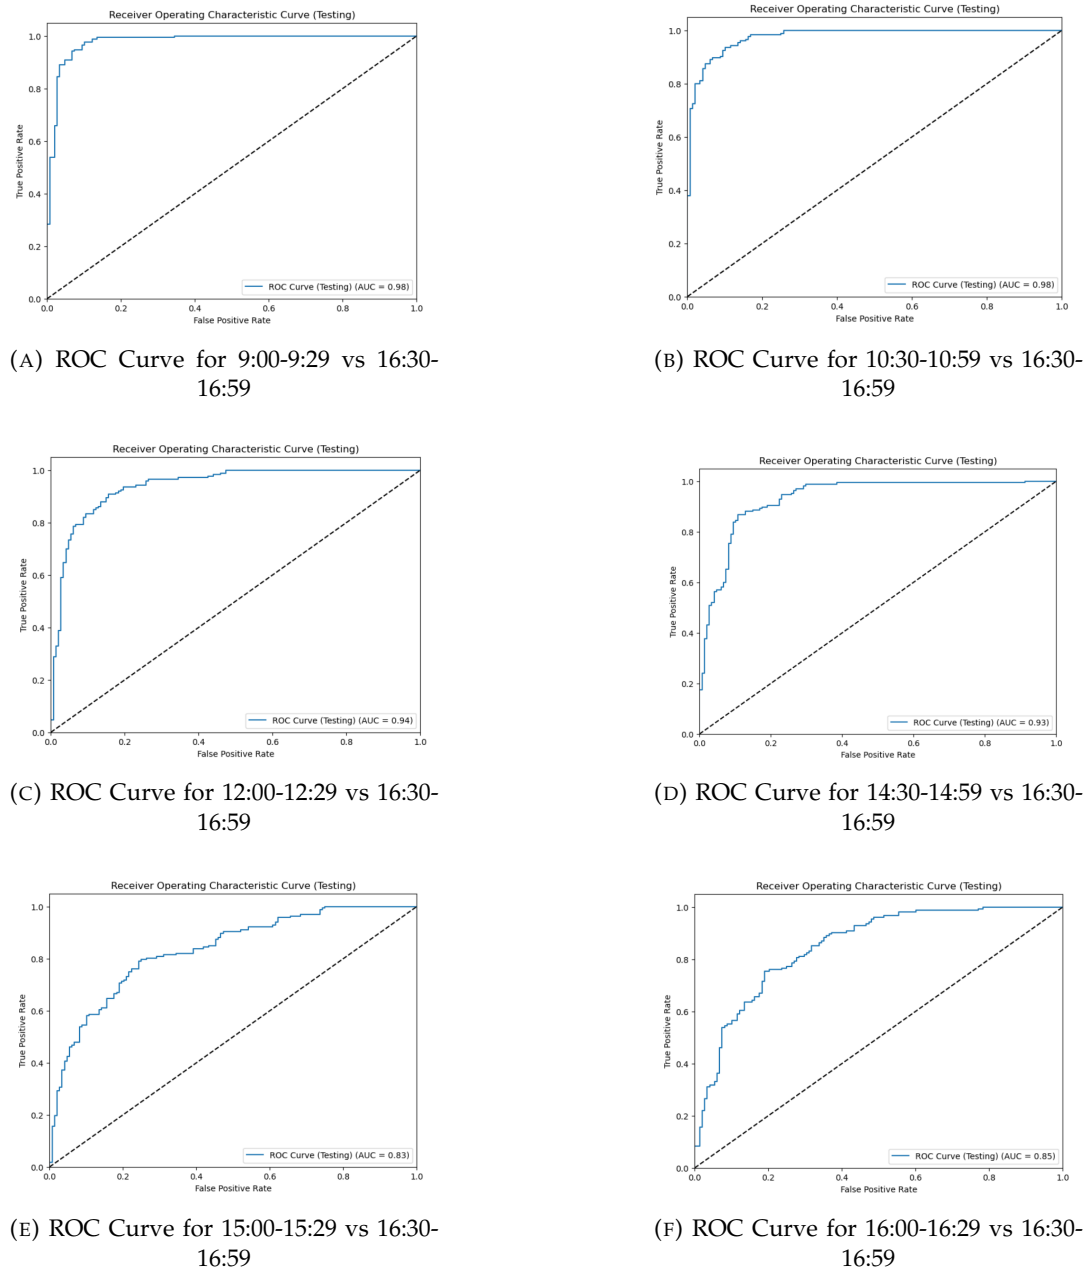 Receiver Operating Characteristic Curve (Testing)
True Positive Rate
1.0
0.8
0.6
0.4
0.2
0.0
ROC Curve (Testing) (AUC = 0.98)
0.0 0.2 0.4 0.6 0.8 1.0
False Positive Rate
(A) ROC Curve for 9:00-9:29 vs 16:30-
16:59
Receiver Operating Characteristic Curve (Testing)
True Positive Rate
1.0
0.8
0.6
0.4
0.2
0.0
ROC Curve (Testing) (AUC = 0.98)
0.0 0.2 0.4 0.6 0.8 1.0
False Positive Rate
(B) ROC Curve for 10:30-10:59 vs 16:30-
16:59
Receiver Operating Characteristic Curve (Testing)
True Positive Rate
1.0
0.8
0.6
0.4
0.2
0.0
ROC Curve (Testing) (AUC = 0.94)
0.0 0.2 0.4 0.6 0.8 1.0
False Positive Rate
(C) ROC Curve for 12:00-12:29 vs 16:30-
16:59
Receiver Operating Characteristic Curve (Testing)
True Positive Rate
1.0
0.8
0.6
0.4
0.2
0.0
ROC Curve (Testing) (AUC = 0.93)
0.0 0.2 0.4 0.6 0.8 1.0
False Positive Rate
(D) ROC Curve for 14:30-14:59 vs 16:30-
16:59
Receiver Operating Characteristic Curve (Testing)
True Positive Rate
1.0
0.8
0.6
0.4
0.2
0.0
ROC Curve (Testing) (AUC = 0.83)
0.0 0.2 0.4 0.6 0.8 1.0
False Positive Rate
(E) ROC Curve for 15:00-15:29 vs 16:30-
16:59
Receiver Operating Characteristic Curve (Testing)
True Positive Rate
1.0
0.8
0.6
0.4
0.2
0.0
ROC Curve (Testing) (AUC = 0.85)
0.0 0.2 0.4 0.6 0.8 1.0
False Positive Rate
(F) ROC Curve for 16:00-16:29 vs 16:30-
16:59